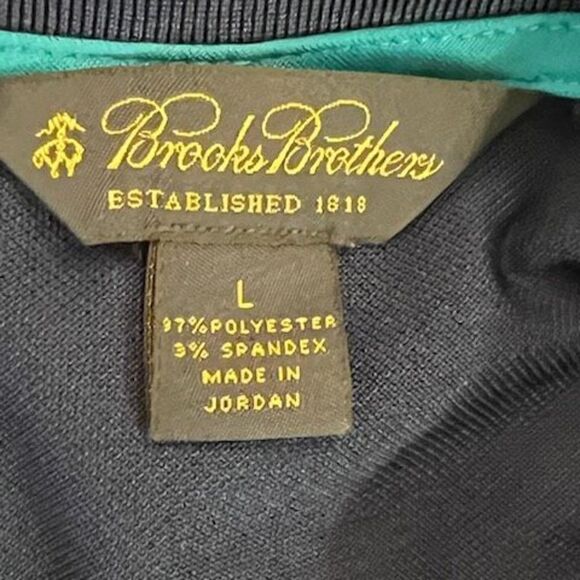 Brooks Brothers
ESTABLISHED 1818
L
97% POLYESTER
3% SPANDEX
MADE IN
JORDAN